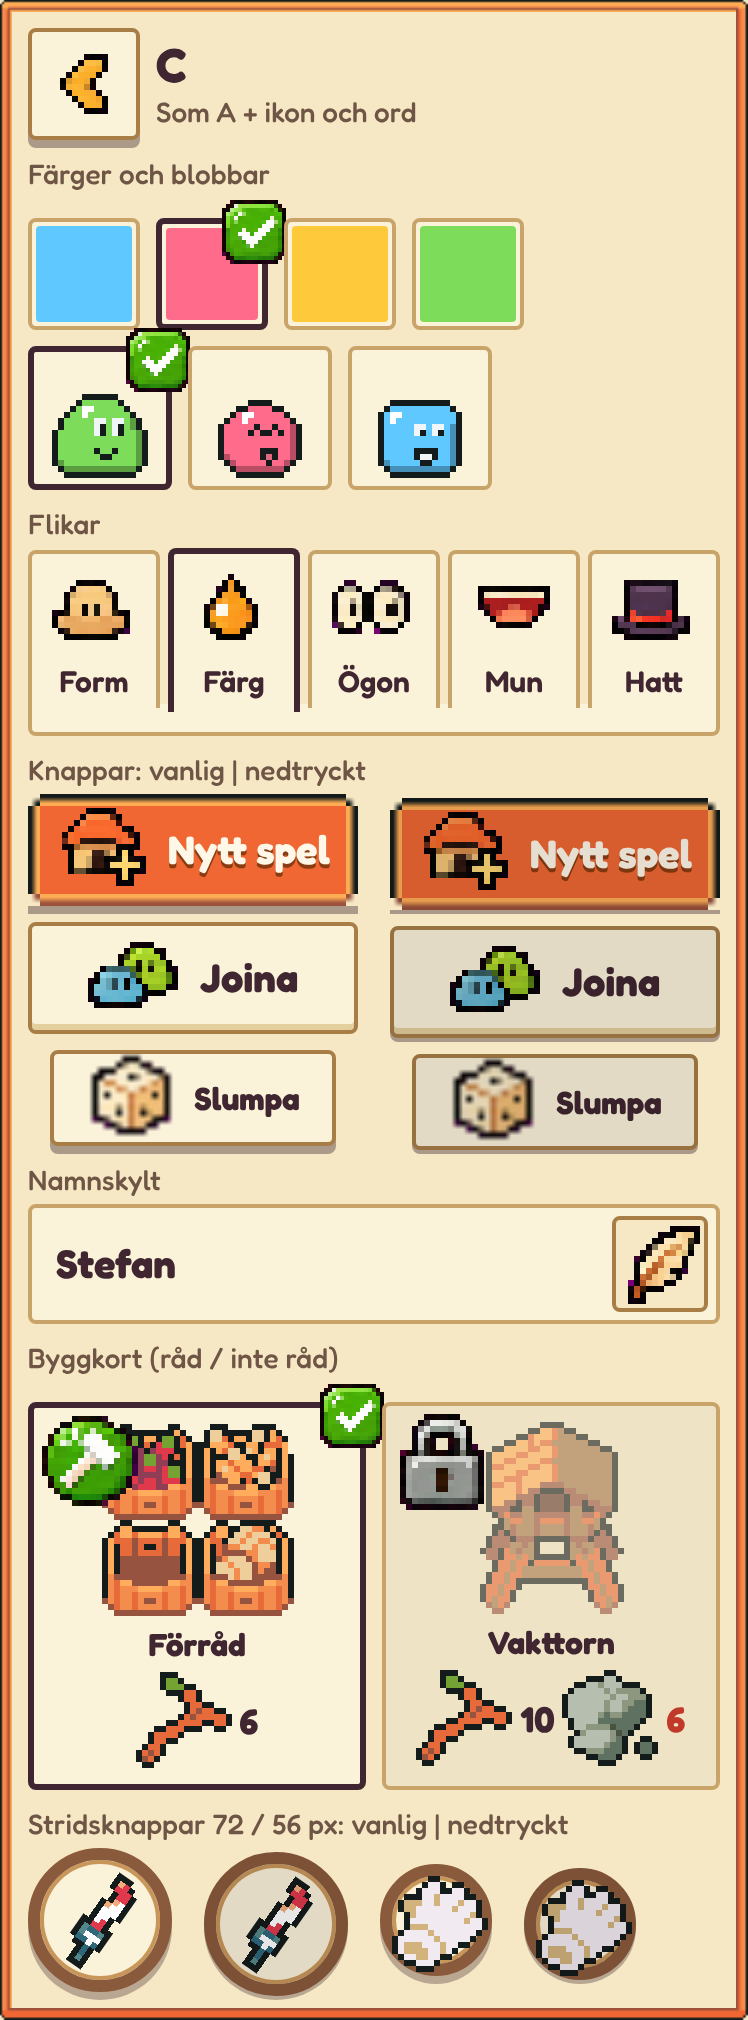 C
Som A + ikon och ord
Färger och blobbar
Flikar
Form Färg Ögon Mun Hatt
Knappar: vanlig | nedtryckt
Nytt spel Nytt spel
Joina Joina
Slumpa Slumpa
Namnskylt
Stefan
Byggkort (råd / inte råd)
Förråd Vakttorn
6 10 6
Stridsknappar 72 / 56 px: vanlig | nedtryckt